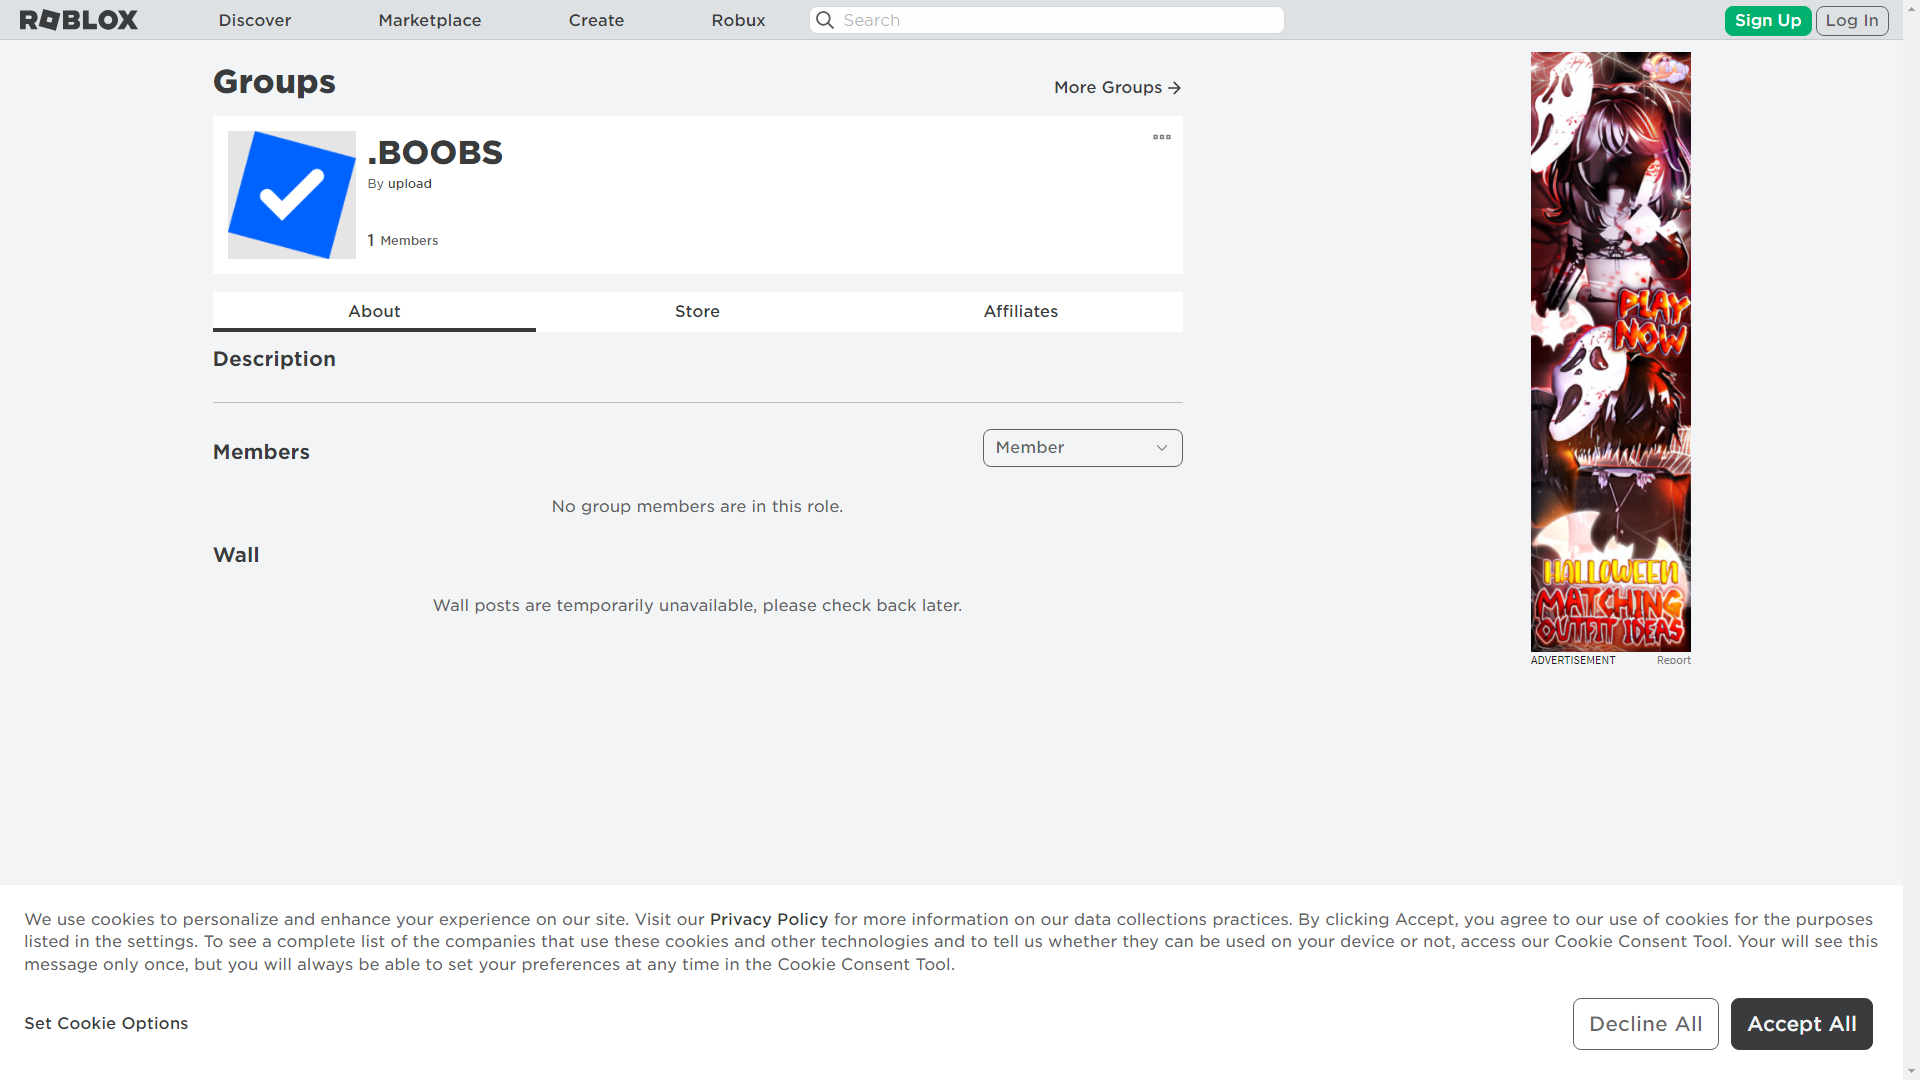 ROBLOX Discover Marketplace Create Robux Search Sign Up Log In
Groups
More Groups
.BOOBS
By upload
1 Members
About Store Affiliates
Description
Members
Member
No group members are in this role.
Wall
Wall posts are temporarily unavailable, please check back later.
PLAY
NOW
HALLOWEEN
MATCHING
OUTFIT IDEAS
ADVERTISEMENT Report
We use cookies to personalize and enhance your experience on our site. Visit our Privacy Policy for more information on our data collections practices. By clicking Accept, you agree to our use of cookies for the purposes
listed in the settings. To see a complete list of the companies that use these cookies and other technologies and to tell us whether they can be used on your device or not, access our Cookie Consent Tool. Your will see this
message only once, but you will always be able to set your preferences at any time in the Cookie Consent Tool.
Set Cookie Options
Decline All Accept All